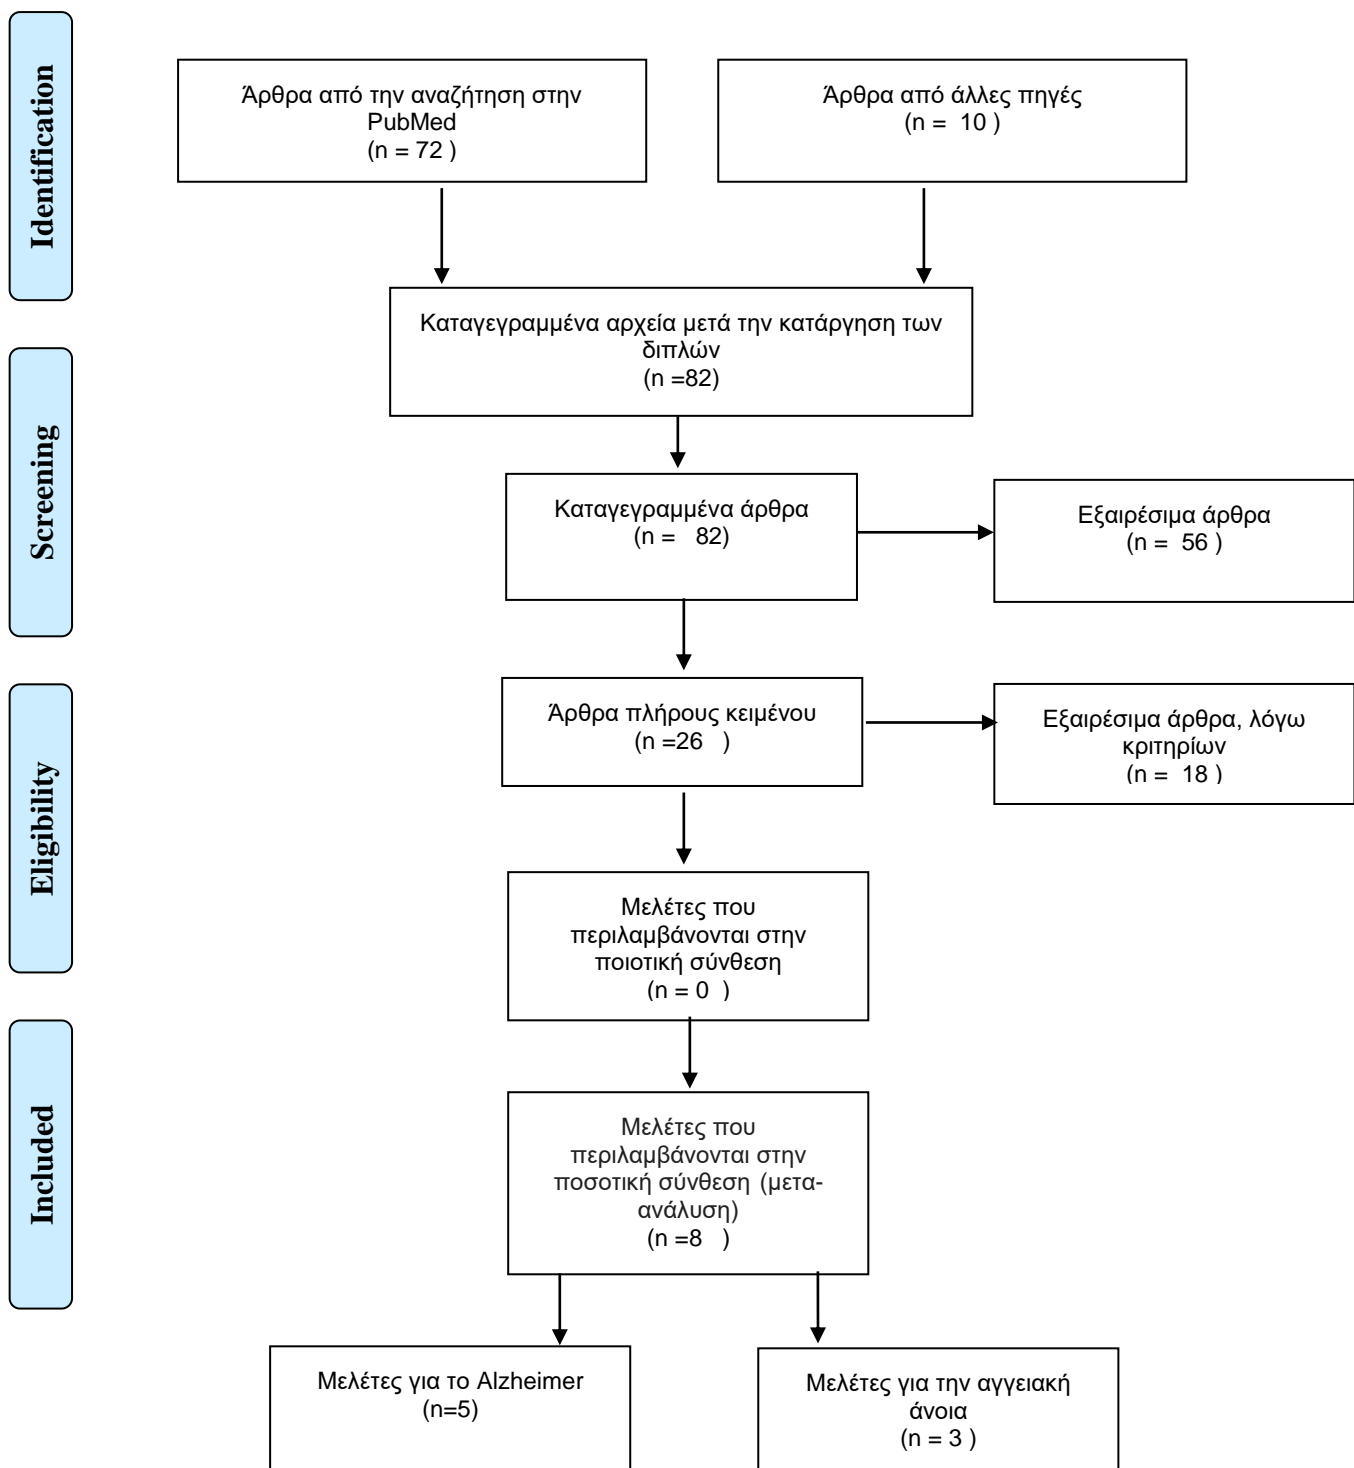 Identification
Άρθρα από την αναζήτηση στην
PubMed
(n = 72 )
Άρθρα από άλλες πηγές
(n =  10 )
Καταγεγραμμένα αρχεία μετά την κατάργηση των
διπλών
(n =82)
Screening
Καταγεγραμμένα άρθρα
(n =   82)
Εξαιρέσιμα άρθρα
(n =  56 )
Eligibility
Άρθρα πλήρους κειμένου
(n =26   )
Εξαιρέσιμα άρθρα, λόγω
κριτηρίων
(n =  18 )
Μελέτες που
περιλαμβάνονται στην
ποιοτική σύνθεση
(n = 0  )
Included
Μελέτες που
περιλαμβάνονται στην
ποσοτική σύνθεση (μετα-
ανάλυση)
(n =8   )
Μελέτες για το Alzheimer
(n=5)
Μελέτες για την αγγειακή
άνοια
(n = 3 )